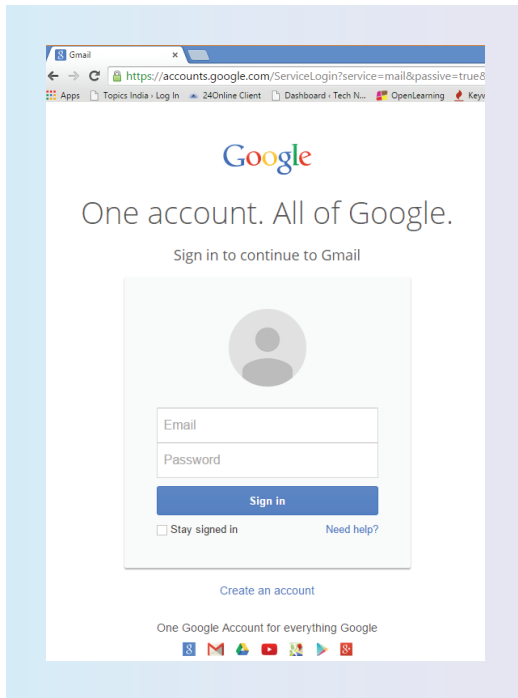 Gmail
https://accounts.google.com/ServiceLogin?service=mail&passive=true&
Apps Topics India › Log In 24Online Client Dashboard ‹ Tech N... OpenLearning
Google
One account. All of Google.
Sign in to continue to Gmail
Email
Password
Sign in
Stay signed in Need help?
Create an account
One Google Account for everything Google